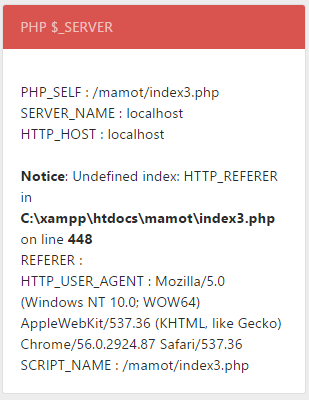 PHP $_SERVER
PHP_SELF : /mamot/index3.php
SERVER_NAME : localhost
HTTP_HOST : localhost
Notice: Undefined index: HTTP_REFERER
in
C:\xampp\htdocs\mamot\index3.php
on line 448
REFERER :
HTTP_USER_AGENT : Mozilla/5.0
(Windows NT 10.0; WOW64)
AppleWebKit/537.36 (KHTML, like Gecko)
Chrome/56.0.2924.87 Safari/537.36
SCRIPT_NAME : /mamot/index3.php